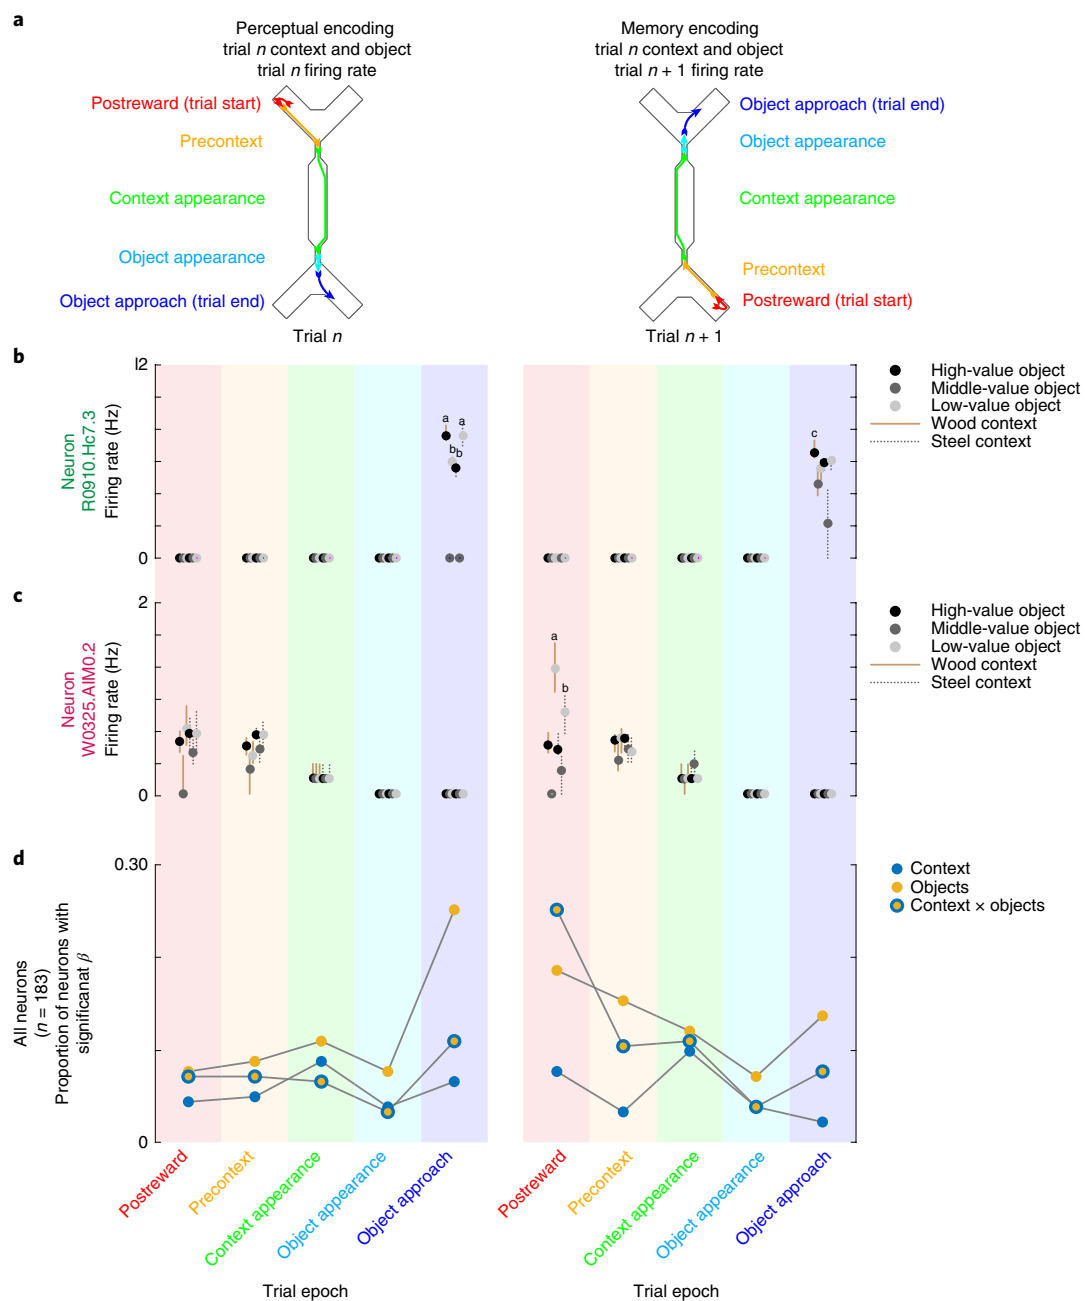 a
Perceptual encoding
trial n context and object
trial n firing rate
Postreward (trial start)
Precontext
Context appearance
Object appearance
Object approach (trial end)
Trial n
Memory encoding
trial n context and object
trial n + 1 firing rate
Object approach (trial end)
Object appearance
Context appearance
Precontext
Postreward (trial start)
Trial n + 1
b
Neuron
R0910.Hc7.3
Firing rate (Hz)
12
0
a
a
b b
c
High-value object
Middle-value object
Low-value object
Wood context
Steel context
c
Neuron
W0325.AIM0.2
Firing rate (Hz)
2
0
a
b
High-value object
Middle-value object
Low-value object
Wood context
Steel context
d
All neurons
(n = 183)
Proportion of neurons with
significanat β
0.30
0
Context
Objects
Context × objects
Postreward
Precontext
Context appearance
Object appearance
Object approach
Trial epoch
Postreward
Precontext
Context appearance
Object appearance
Object approach
Trial epoch